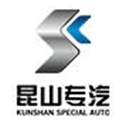 昆山专汽
KUNSHAN SPECIAL AUTO